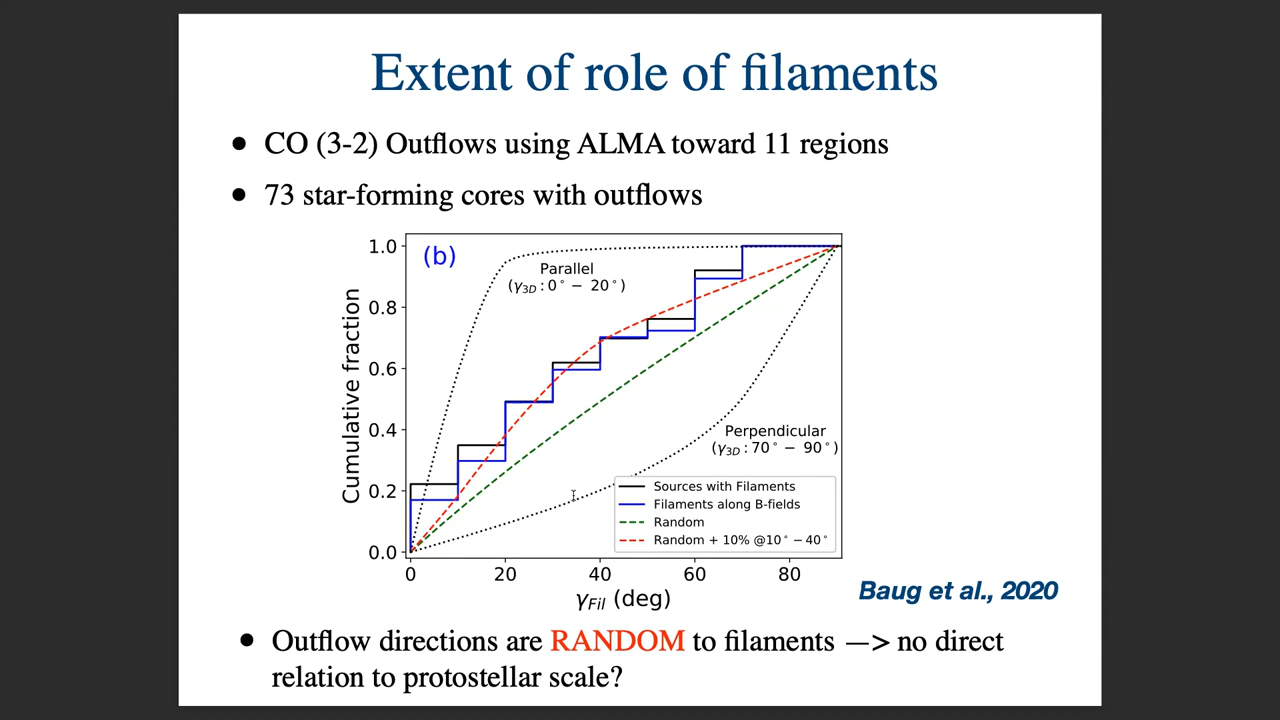 Extent of role of filaments
• CO (3-2) Outflows using ALMA toward 11 regions
• 73 star-forming cores with outflows
(b)
Parallel
(γ3D : 0° − 20°)
Perpendicular
(γ3D : 70° − 90°)
Sources with Filaments
Filaments along B-fields
Random
Random + 10% @10° − 40°
1.0
0.8
0.6
0.4
0.2
0.0
Cumulative fraction
0 20 40 60 80
γFil (deg)
Baug et al., 2020
• Outflow directions are RANDOM to filaments —> no direct
relation to protostellar scale?